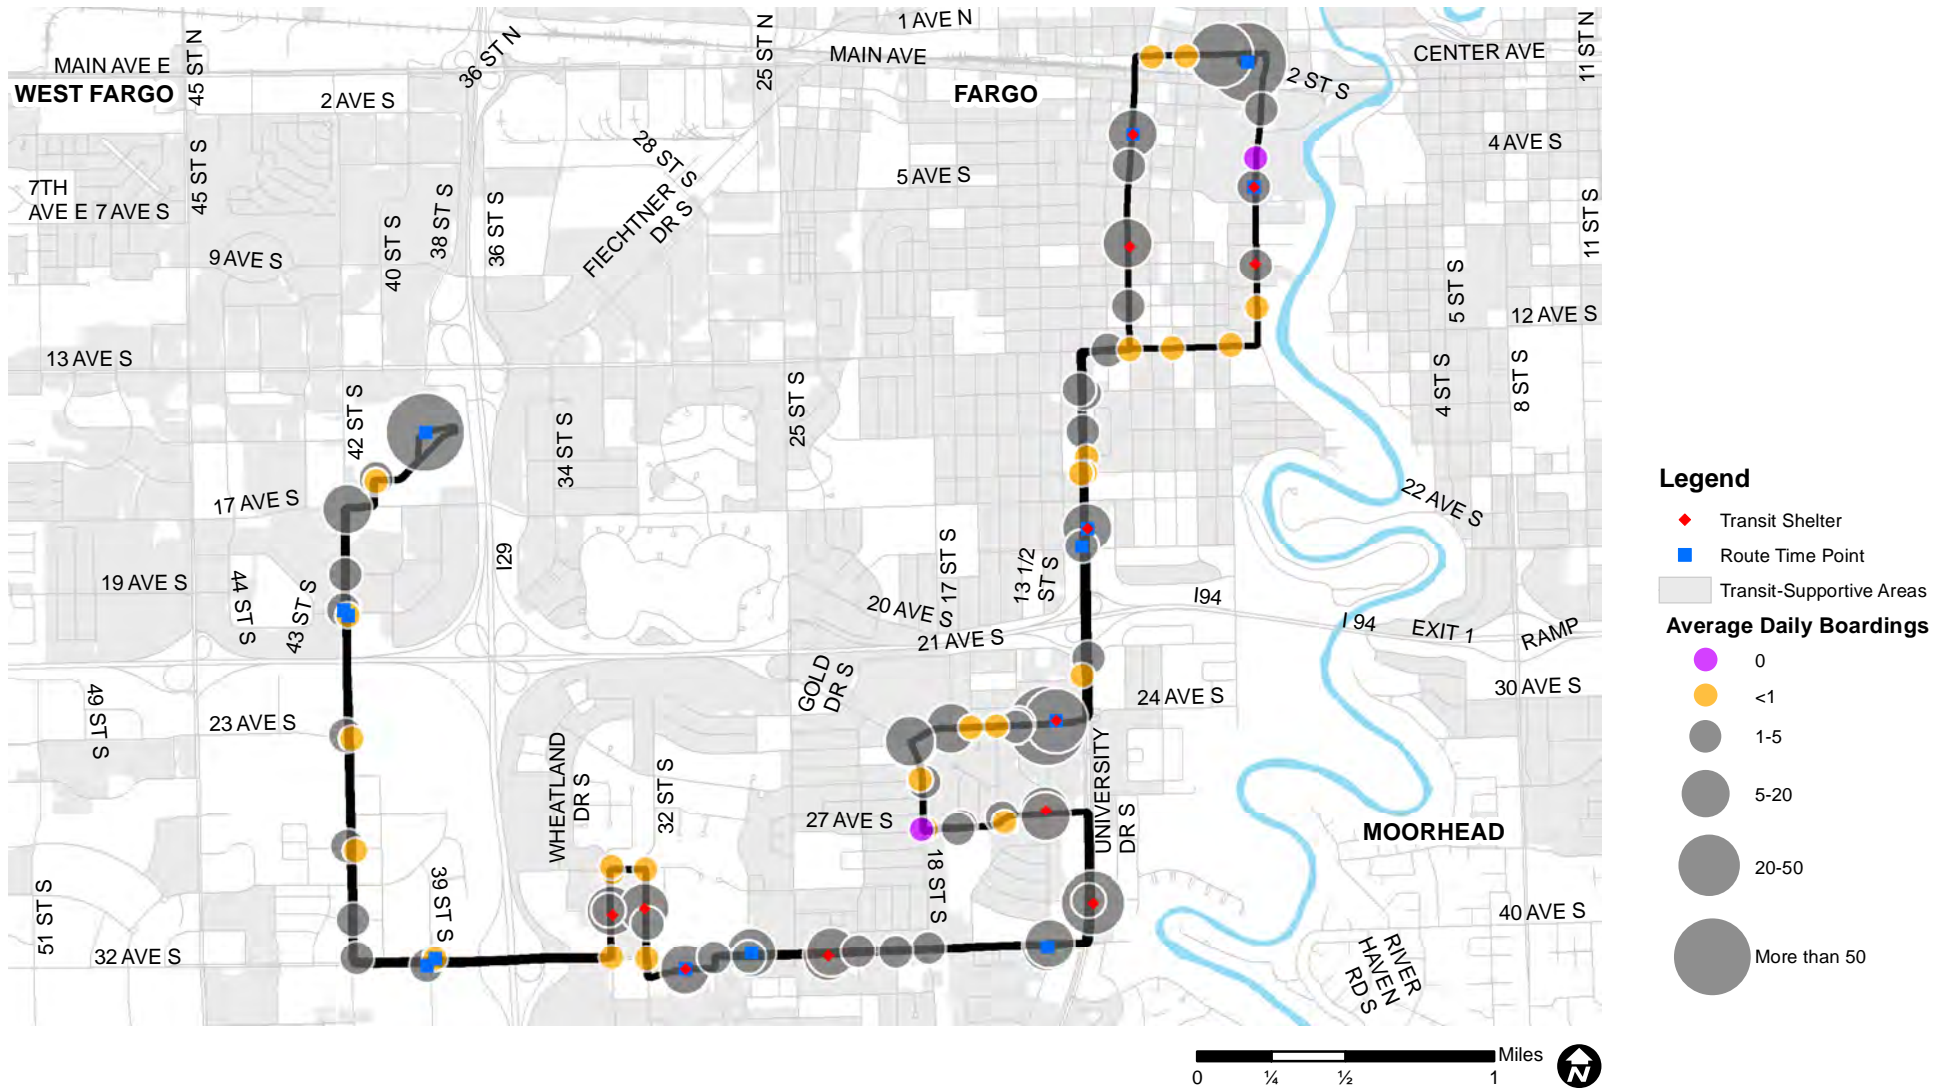 1 AVE N
MAIN AVE
CENTER AVE
11 ST N
MAIN AVE E
45 ST N
36 ST N
25 ST N
WEST FARGO
FARGO
2 AVE S
2 ST S
4 AVE S
45 ST S
28 ST S
5 AVE S
7TH
AVE E
7 AVE S
40 ST S
38 ST S
36 ST S
FIECHTNER
DR S
11 ST S
9 AVE S
5 ST S
12 AVE S
13 AVE S
42 ST S
34 ST S
25 ST S
4 ST S
8 ST S
17 AVE S
22 AVE S
19 AVE S
44 ST S
43 ST S
I29
17 ST S
13 1/2
ST S
20 AVE S
21 AVE S
I94
I 94
EXIT 1
RAMP
49 ST S
23 AVE S
GOLD
DR S
24 AVE S
30 AVE S
WHEATLAND
DR S
32 ST S
27 AVE S
UNIVERSITY
DR S
MOORHEAD
18 ST S
51 ST S
39 ST S
32 AVE S
40 AVE S
RIVER
HAVEN
RD S
Legend
Transit Shelter
Route Time Point
Transit-Supportive Areas
Average Daily Boardings
0
<1
1-5
5-20
20-50
More than 50
Miles
0 ¼ ½ 1
N